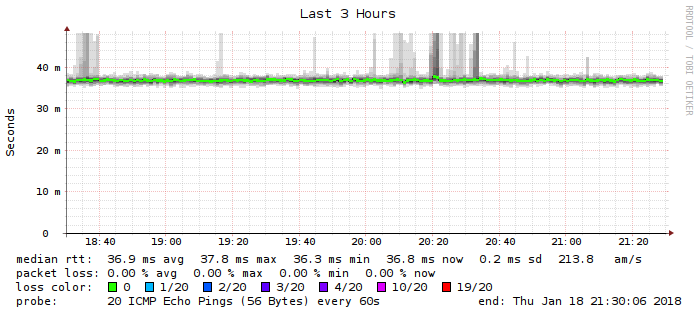 Last 3 Hours
RRDTOOL / TOBI OETIKER
Seconds
40 m
30 m
20 m
10 m
0
18:40 19:00 19:20 19:40 20:00 20:20 20:40 21:00 21:20
median rtt: 36.9 ms avg 37.8 ms max 36.3 ms min 36.8 ms now 0.2 ms sd 213.8 am/s
packet loss: 0.00 % avg 0.00 % max 0.00 % min 0.00 % now
loss color: 0 1/20 2/20 3/20 4/20 10/20 19/20
probe: 20 ICMP Echo Pings (56 Bytes) every 60s end: Thu Jan 18 21:30:06 2018